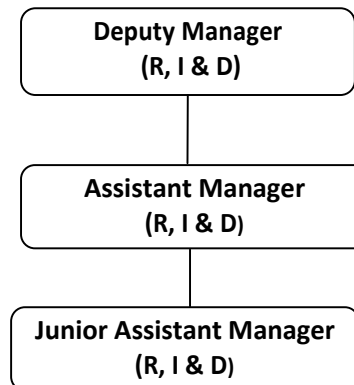 Deputy Manager
(R, I & D)
Assistant Manager
(R, I & D)
Junior Assistant Manager
(R, I & D)